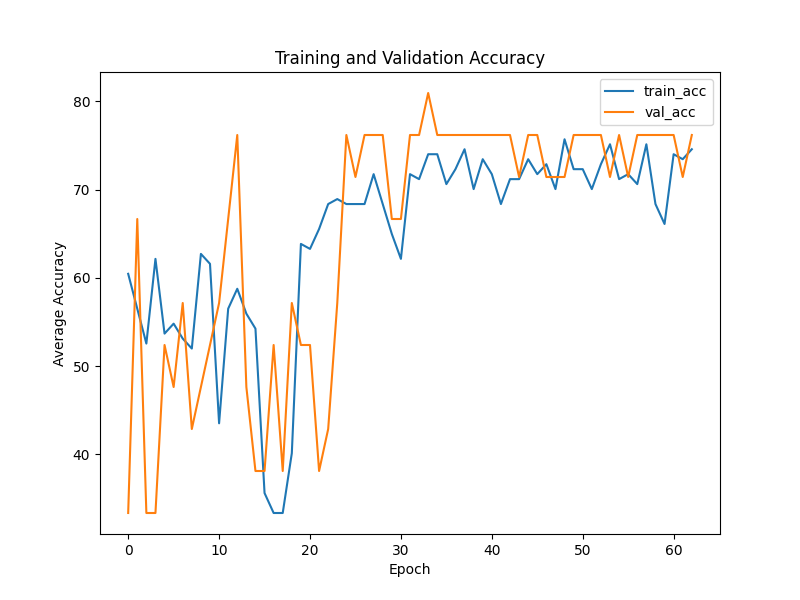 Training and Validation Accuracy
train_acc
val_acc
Average Accuracy
80
70
60
50
40
0 10 20 30 40 50 60
Epoch